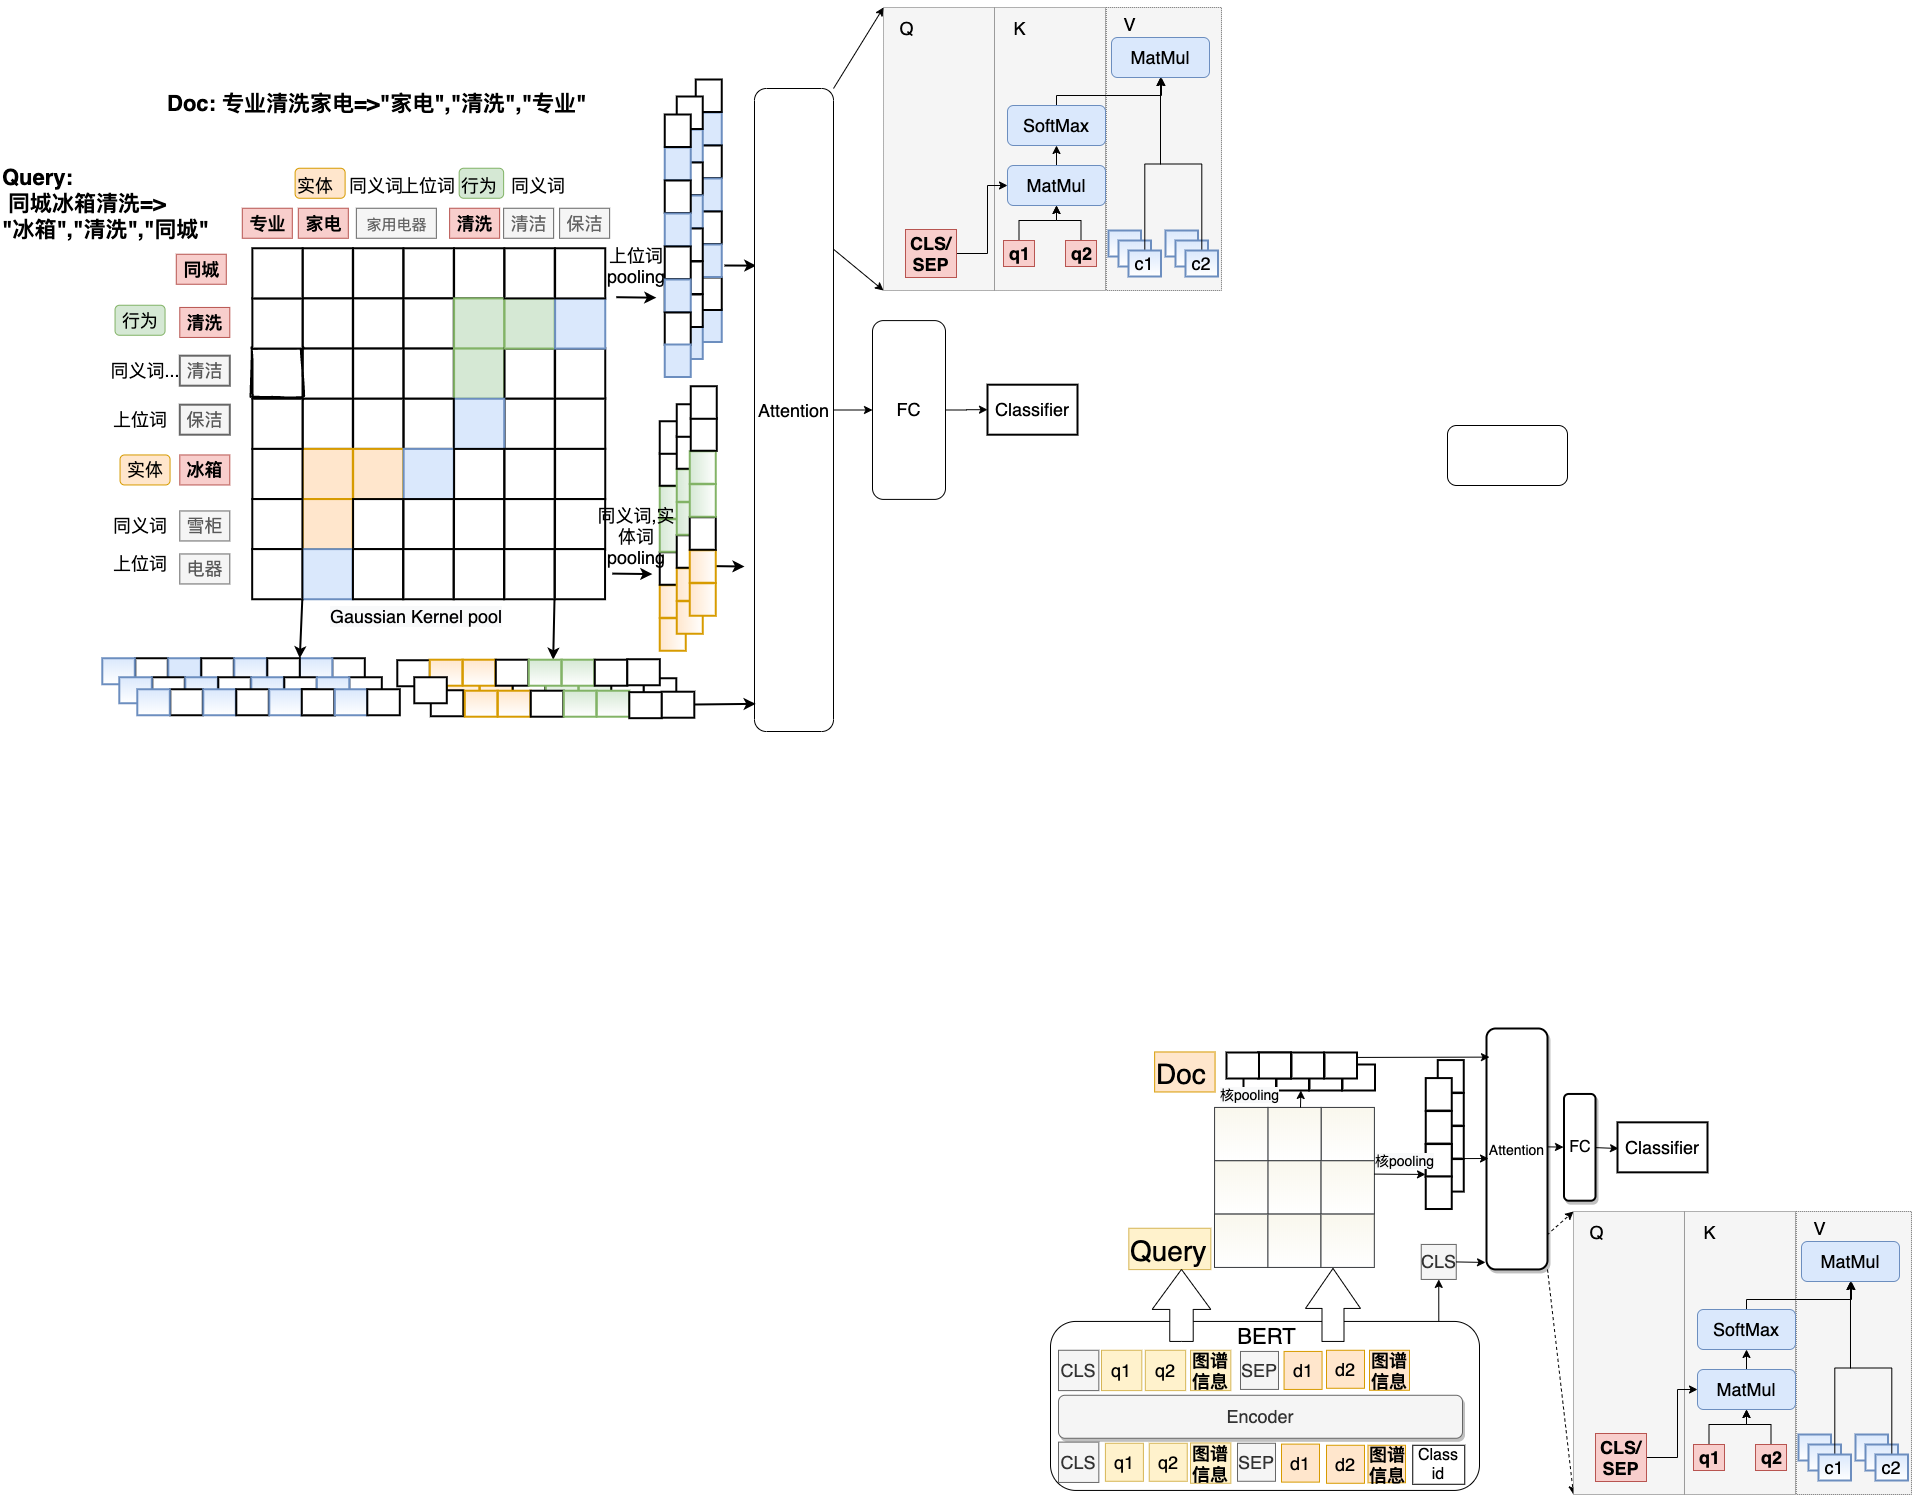 Doc: 专业清洗家电=>"家电","清洗","专业"
Query:
同城冰箱清洗=>
"冰箱","清洗","同城"
实体 同义词上位词 行为 同义词
专业 家电 家用电器 清洗 清洁 保洁
同城
行为 清洗
同义词... 清洁
上位词 保洁
实体 冰箱
同义词 雪柜
上位词 电器
上位词
pooling
同义词,实
体词
pooling
Gaussian Kernel pool
Attention
FC
Classifier
Q K V
MatMul
SoftMax
MatMul
CLS/
SEP
q1 q2
c1 c2
Doc
核pooling
核pooling
Query
CLS
Attention
FC
Classifier
BERT
CLS q1 q2 图谱
信息 SEP d1 d2 图谱
信息
Encoder
CLS q1 q2 图谱
信息 SEP d1 d2 图谱
信息 Class
id
Q K V
MatMul
SoftMax
MatMul
CLS/
SEP
q1 q2
c1 c2